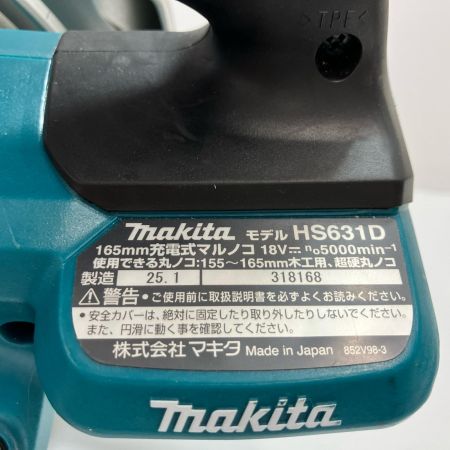 >TPE<
makita モデル HS631D
165mm充電式マルノコ 18V⎓ n₀5000min⁻¹
使用できる丸ノコ:155~165mm木工用、超硬丸ノコ
製造 25.1 318168
⚠警告 •ご使用前に取扱説明書を必ずよくお読みください。
•安全カバーは、絶対に固定したり取り外したりしないでください。
また、円滑に動く事を確認してください。
株式会社マキタ Made in Japan 852V98-3
makita